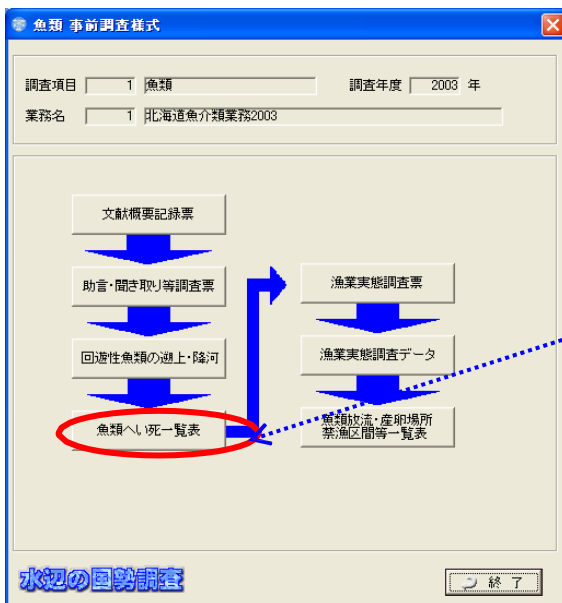 魚類 事前調査様式
調査項目 1 魚類 調査年度 2003 年
業務名 1 北海道魚介類業務2003
文献概要記録票
助言・聞き取り等調査票
回遊性魚類の遡上・降河
魚類へい死一覧表
漁業実態調査票
漁業実態調査データ
魚類放流・産卵場所
禁漁区間等一覧表
水辺の国勢調査
終 了